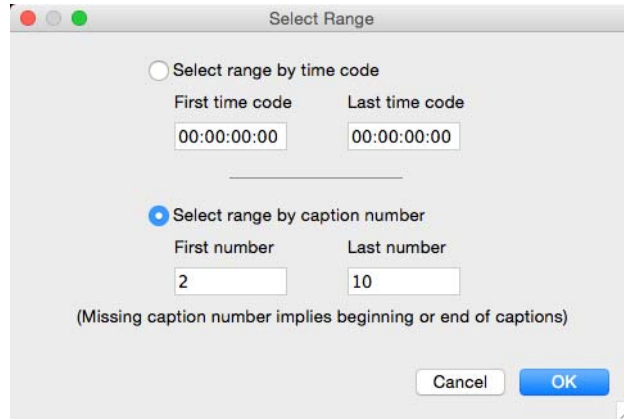 Select Range
Select range by time code
First time code Last time code
00:00:00:00 00:00:00:00
Select range by caption number
First number Last number
2 10
(Missing caption number implies beginning or end of captions)
Cancel OK